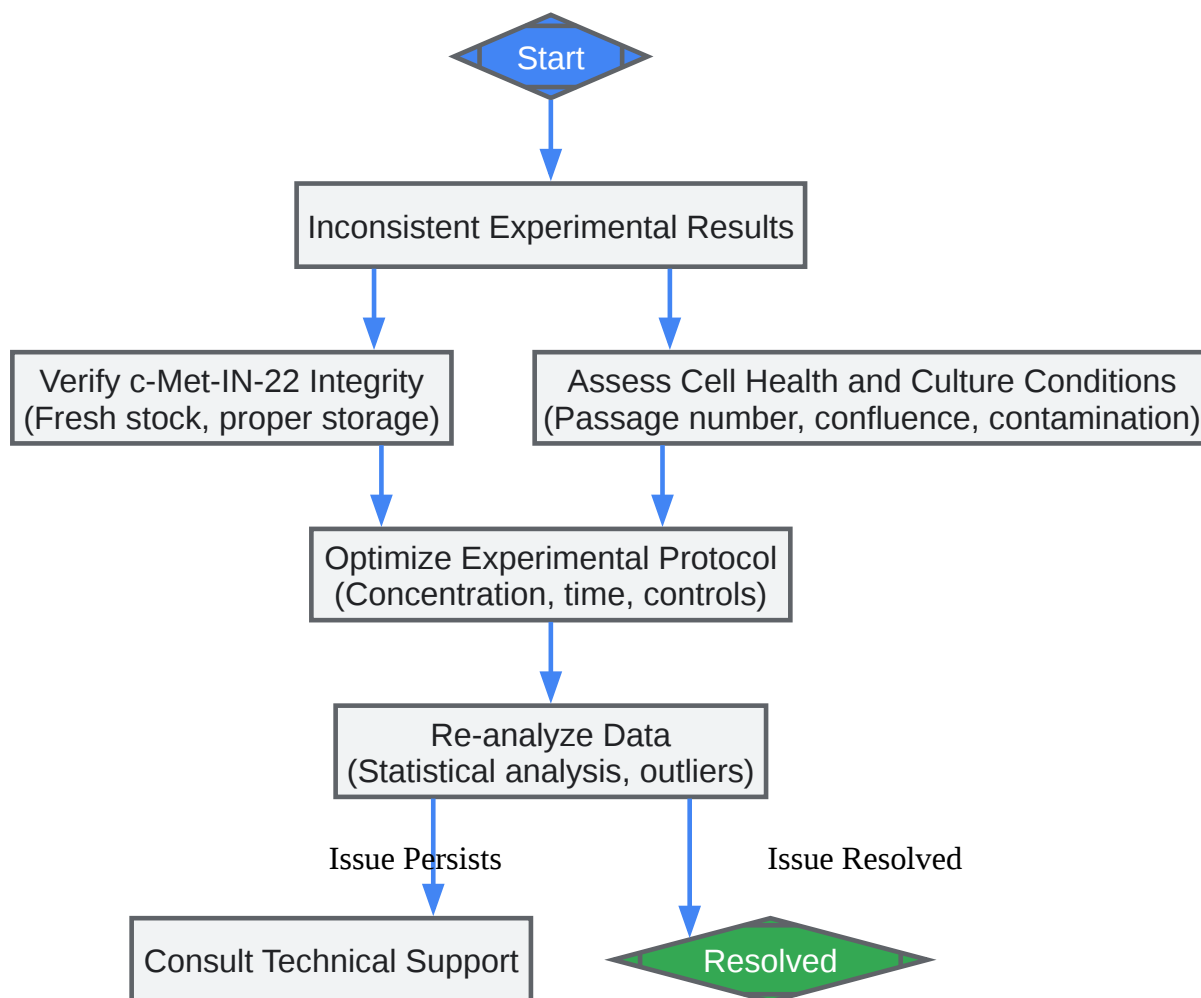 Start
Inconsistent Experimental Results
Verify c-Met-IN-22 Integrity
(Fresh stock, proper storage)
Assess Cell Health and Culture Conditions
(Passage number, confluence, contamination)
Optimize Experimental Protocol
(Concentration, time, controls)
Re-analyze Data
(Statistical analysis, outliers)
Issue Persists
Issue Resolved
Consult Technical Support
Resolved